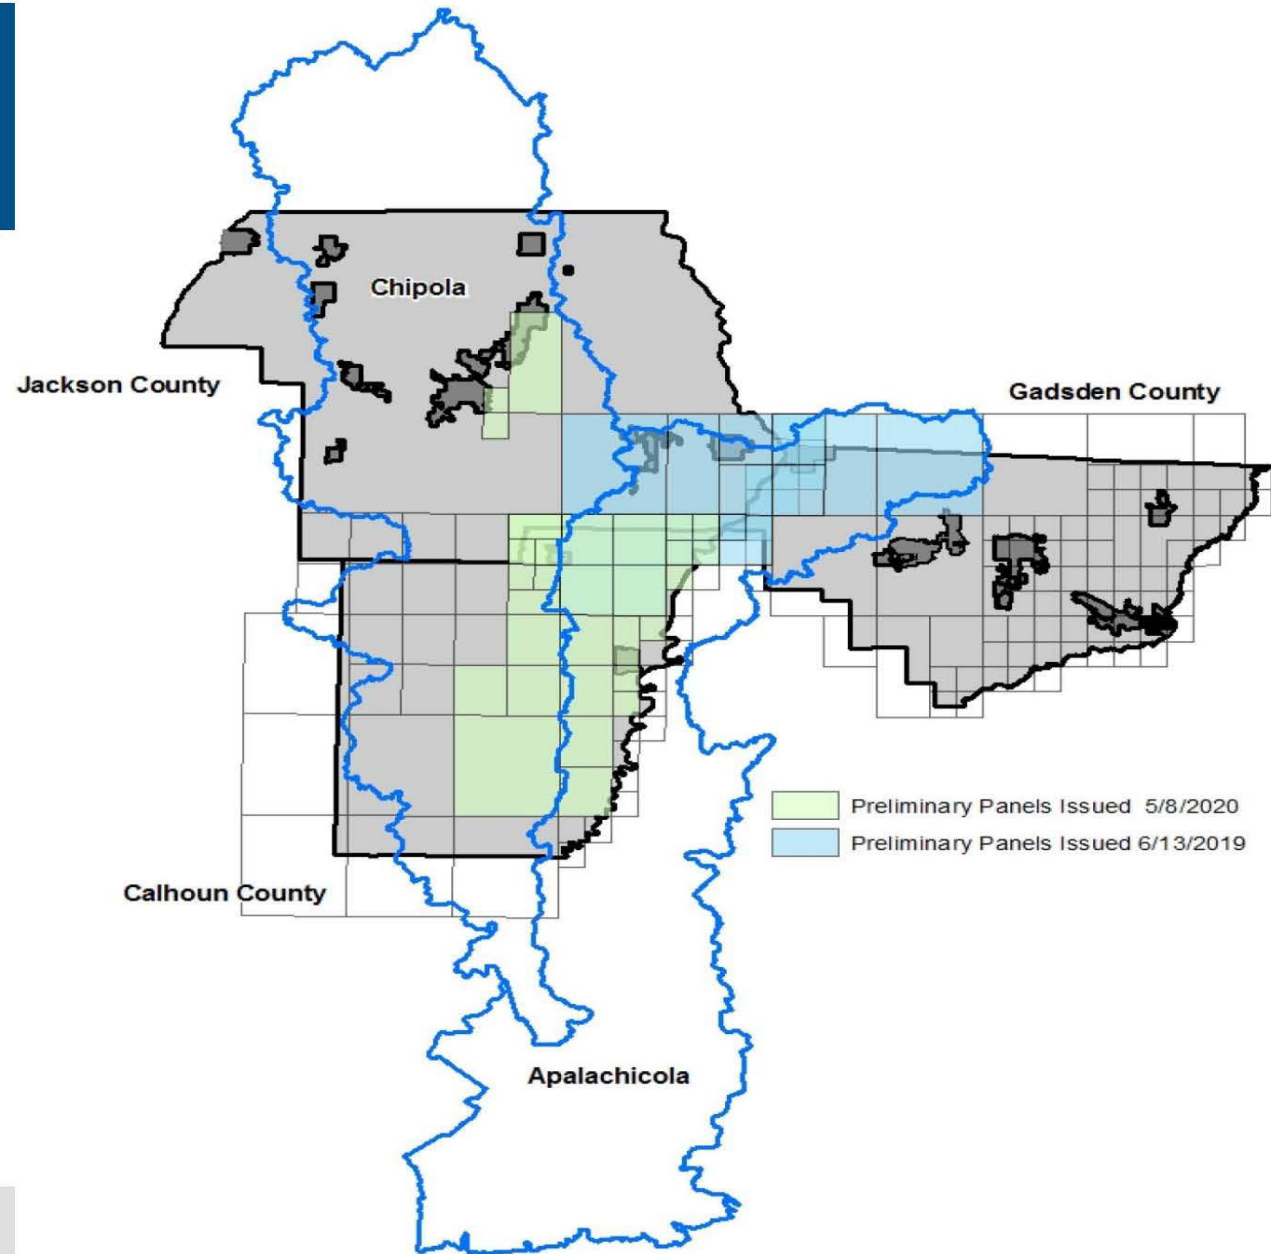 Chipola
Jackson County
Gadsden County
Preliminary Panels Issued 5/8/2020
Preliminary Panels Issued 6/13/2019
Calhoun County
Apalachicola